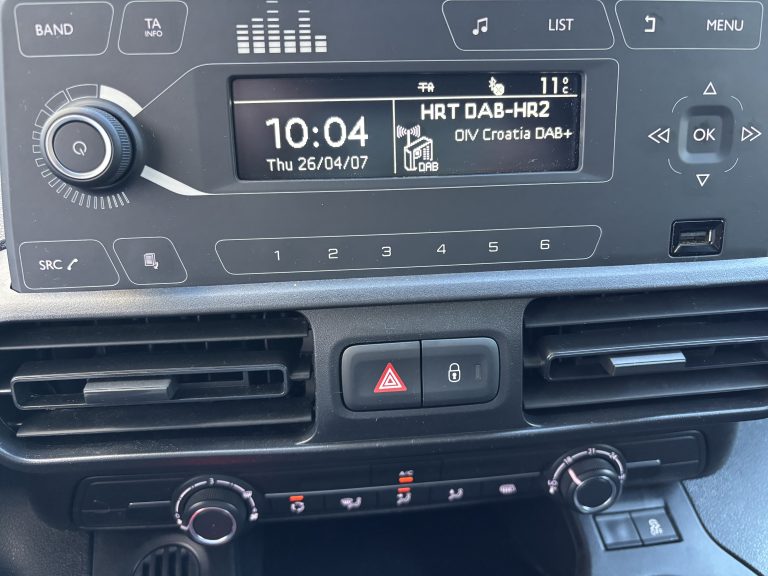 BAND
TA
INFO
LIST
MENU
TA
11°C
10:04
HRT DAB-HR2
OIV Croatia DAB+
Thu 26/04/07
DAB
OK
SRC
1 2 3 4 5 6
A/C
OFF